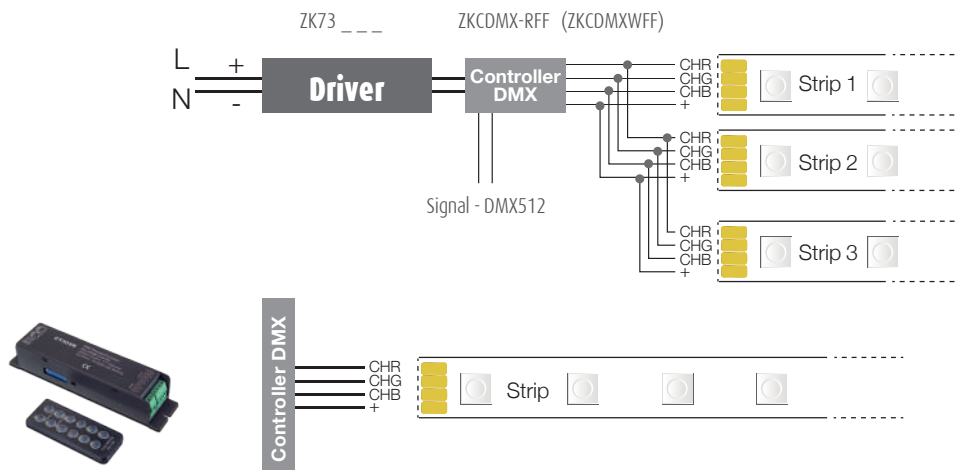 ZK73 _ _ _
ZKCDMX-RFF (ZKCDMXWFF)
L +
N -
Driver
Controller
DMX
CHR
CHG
CHB
+
Strip 1
CHR
CHG
CHB
+
Strip 2
Signal - DMX512
CHR
CHG
CHB
+
Strip 3
Controller DMX
CHR
CHG
CHB
+
Strip